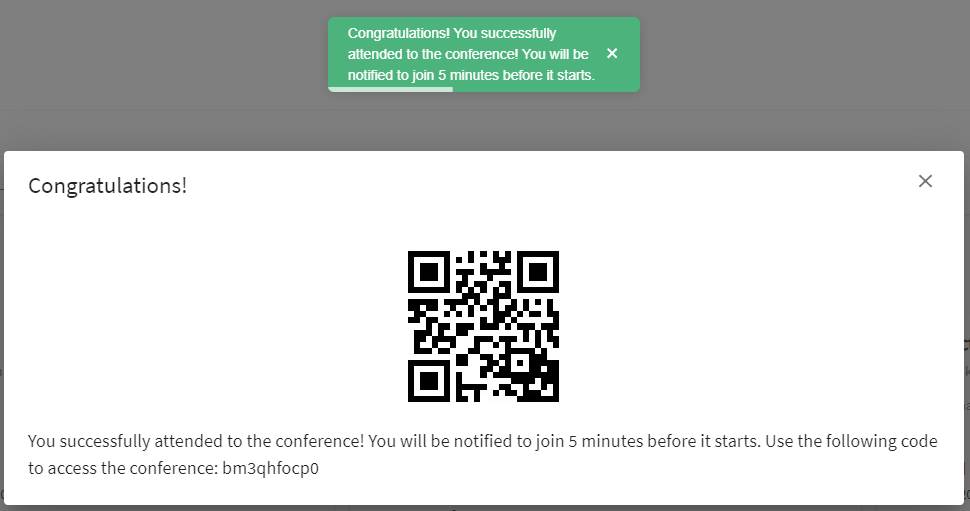 Congratulations! You successfully
attended to the conference! You will be
notified to join 5 minutes before it starts.
Congratulations!
You successfully attended to the conference! You will be notified to join 5 minutes before it starts. Use the following code
to access the conference: bm3qhfocp0